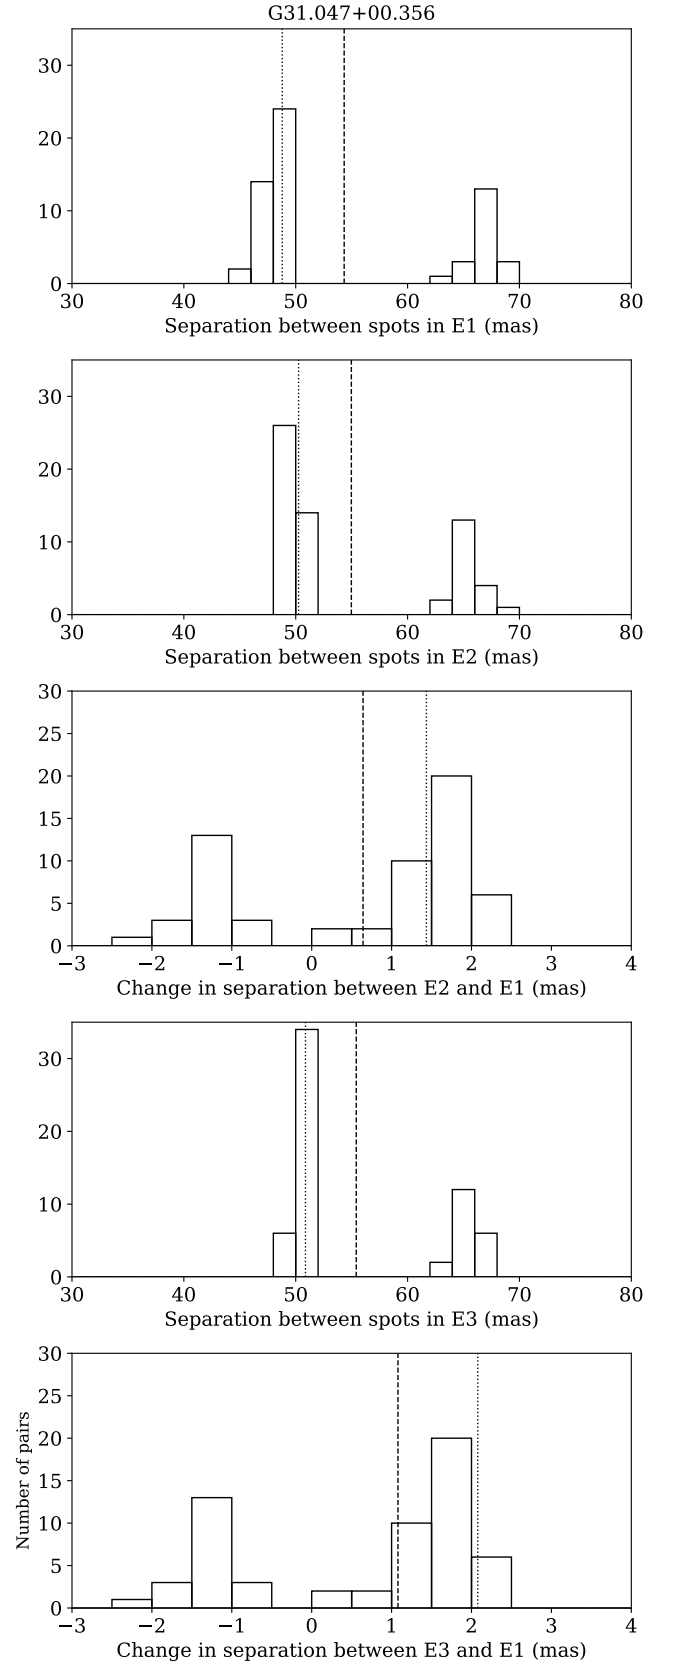 G31.047+00.356
30
20
10
0
30 40 50 60 70 80
Separation between spots in E1 (mas)
30
20
10
0
30 40 50 60 70 80
Separation between spots in E2 (mas)
30
25
20
15
10
5
0
−3 −2 −1 0 1 2 3 4
Change in separation between E2 and E1 (mas)
30
20
10
0
30 40 50 60 70 80
Separation between spots in E3 (mas)
Number of pairs
30
25
20
15
10
5
0
−3 −2 −1 0 1 2 3 4
Change in separation between E3 and E1 (mas)